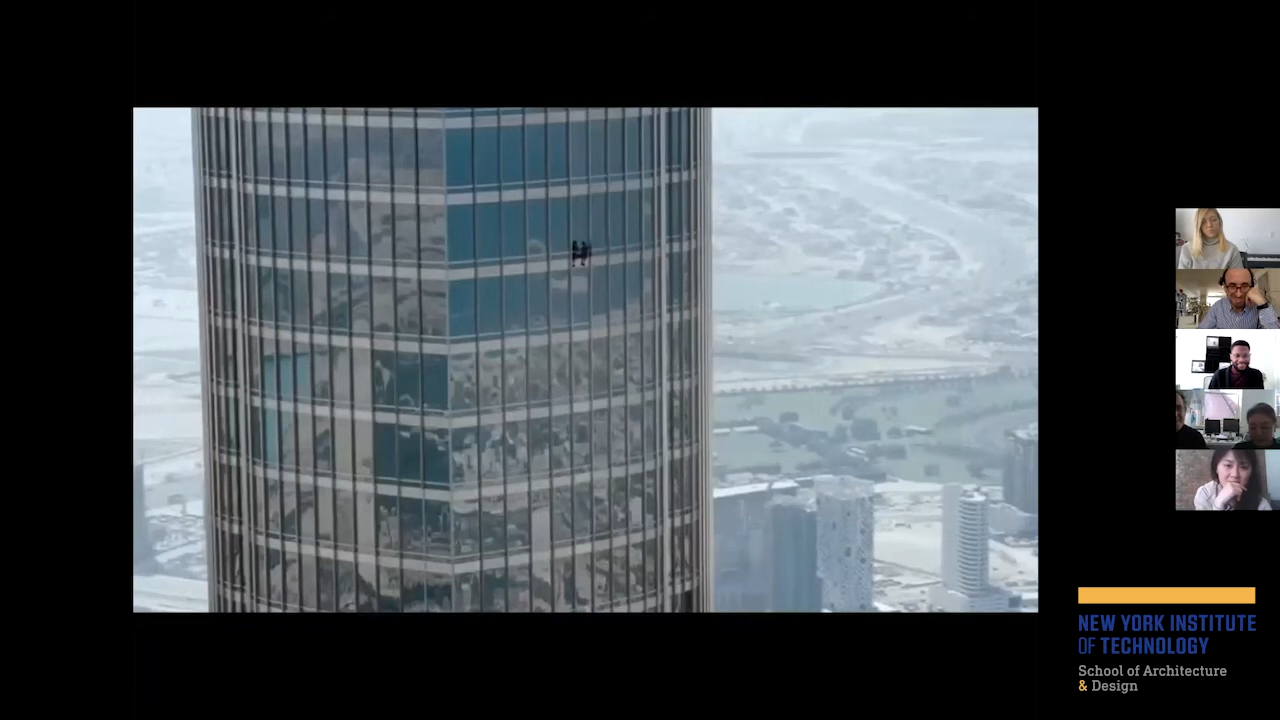 NEW YORK INSTITUTE
OF TECHNOLOGY
School of Architecture
& Design